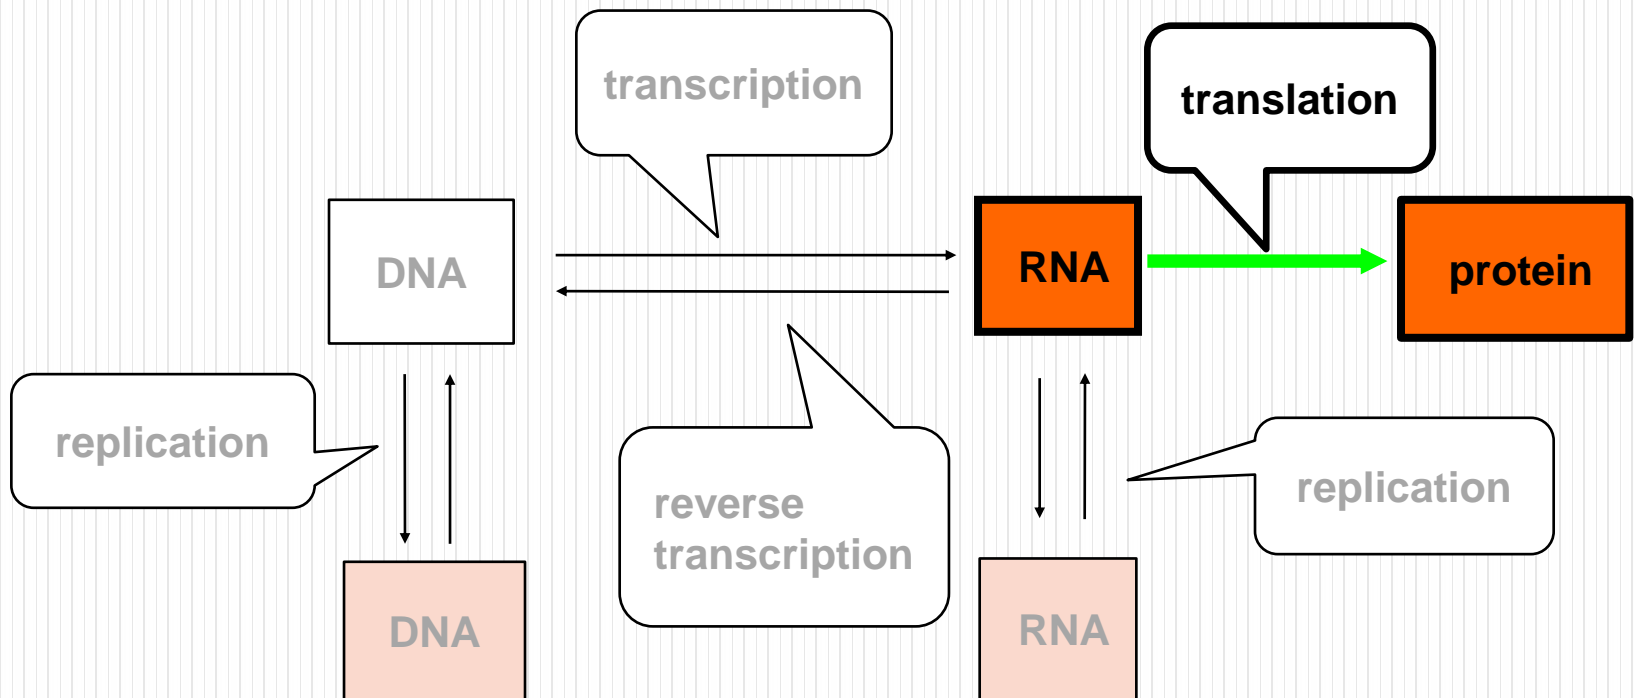 transcription
translation
DNA
RNA
protein
replication
reverse
transcription
replication
DNA
RNA